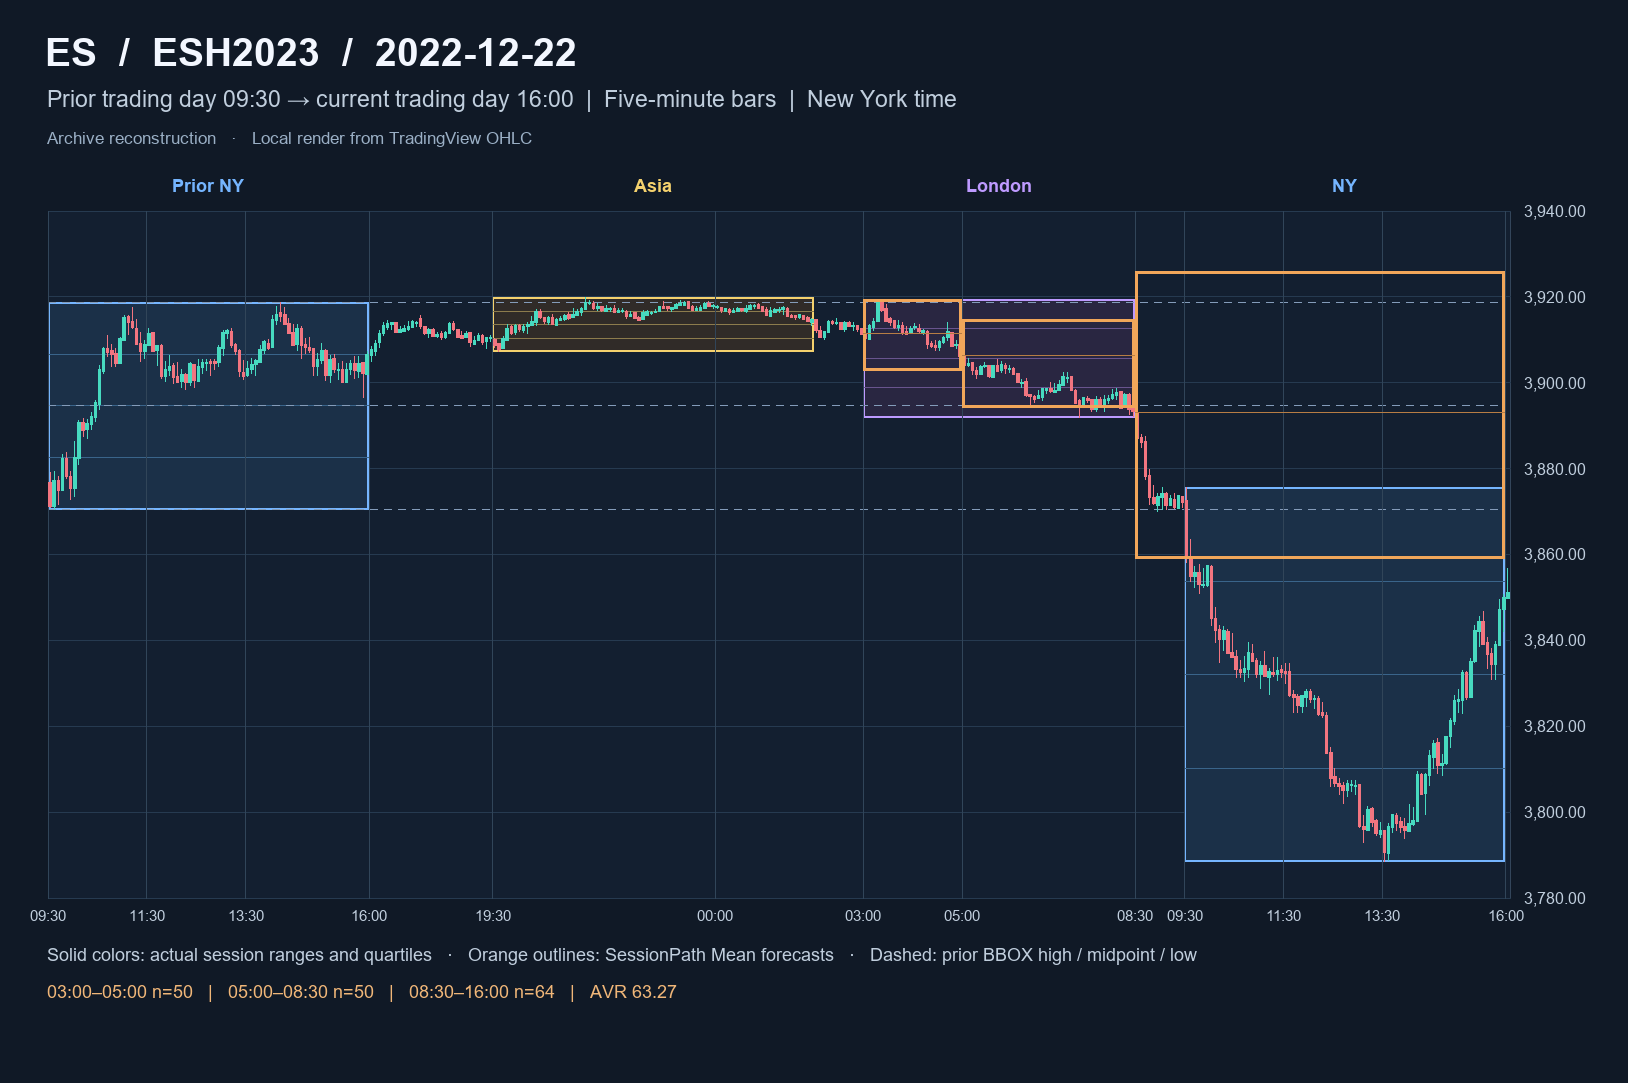 ES / ESH2023 / 2022-12-22
Prior trading day 09:30 → current trading day 16:00 | Five-minute bars | New York time
Archive reconstruction · Local render from TradingView OHLC
Prior NY Asia London NY
3,940.00
3,920.00
3,900.00
3,880.00
3,860.00
3,840.00
3,820.00
3,800.00
3,780.00
09:30 11:30 13:30 16:00 19:30 00:00 03:00 05:00 08:30 09:30 11:30 13:30 16:00
Solid colors: actual session ranges and quartiles · Orange outlines: SessionPath Mean forecasts · Dashed: prior BBOX high / midpoint / low
03:00–05:00 n=50 | 05:00–08:30 n=50 | 08:30–16:00 n=64 | AVR 63.27